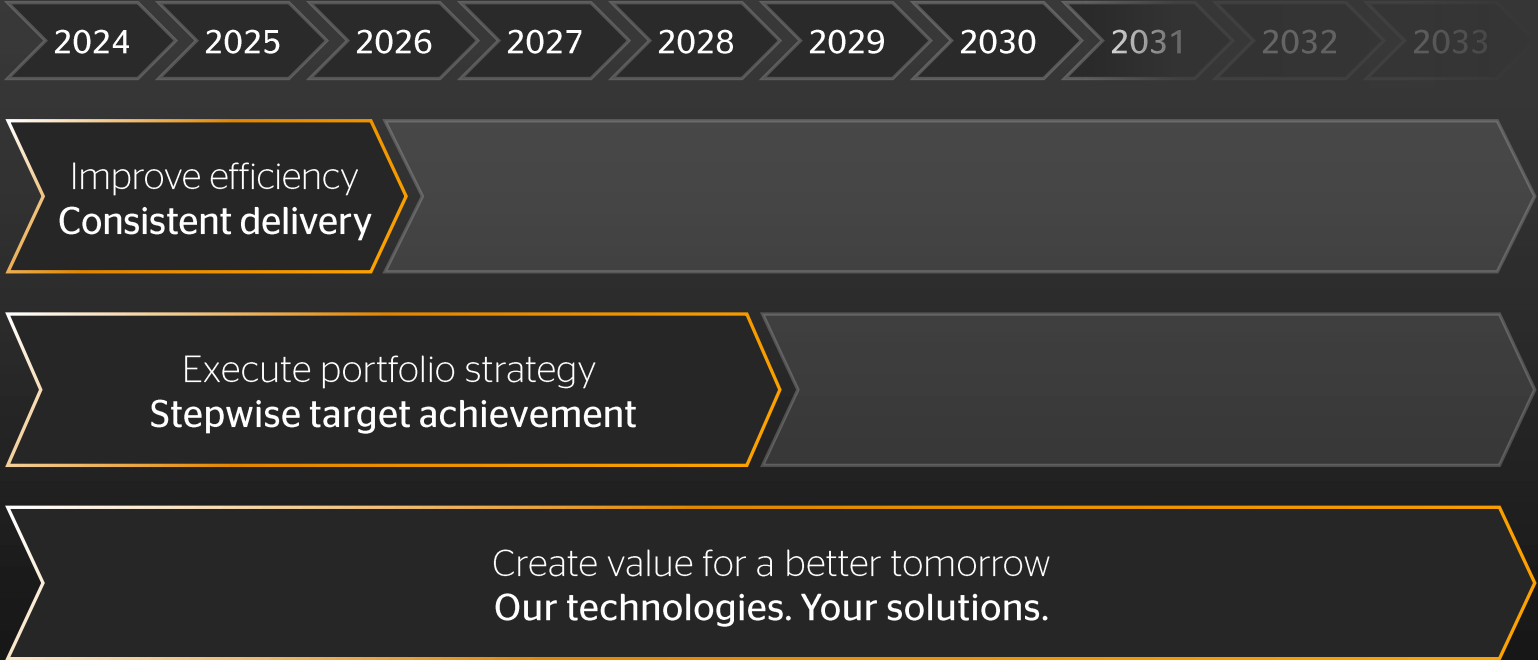 2024 2025 2026 2027 2028 2029 2030 2031 2032 2033
Improve efficiency
Consistent delivery
Execute portfolio strategy
Stepwise target achievement
Create value for a better tomorrow
Our technologies. Your solutions.